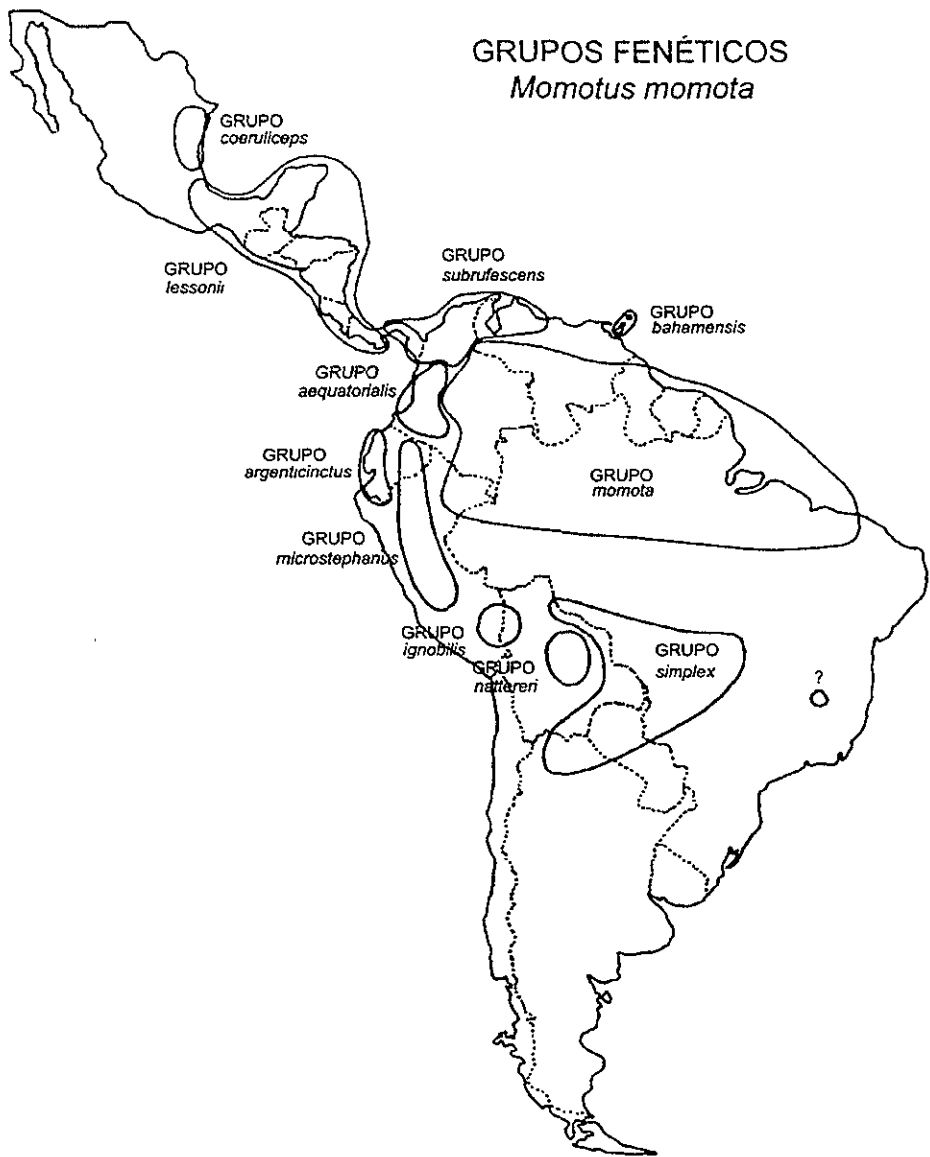 GRUPOS FENÉTICOS
Momotus momota
GRUPO
coeruliceps
GRUPO
lessonii
GRUPO
subrufescens
GRUPO
bahamensis
GRUPO
aequatorialis
GRUPO
argenticinctus
GRUPO
momota
GRUPO
microstephanus
GRUPO
ignobilis
GRUPO
nattereri
GRUPO
simplex
?